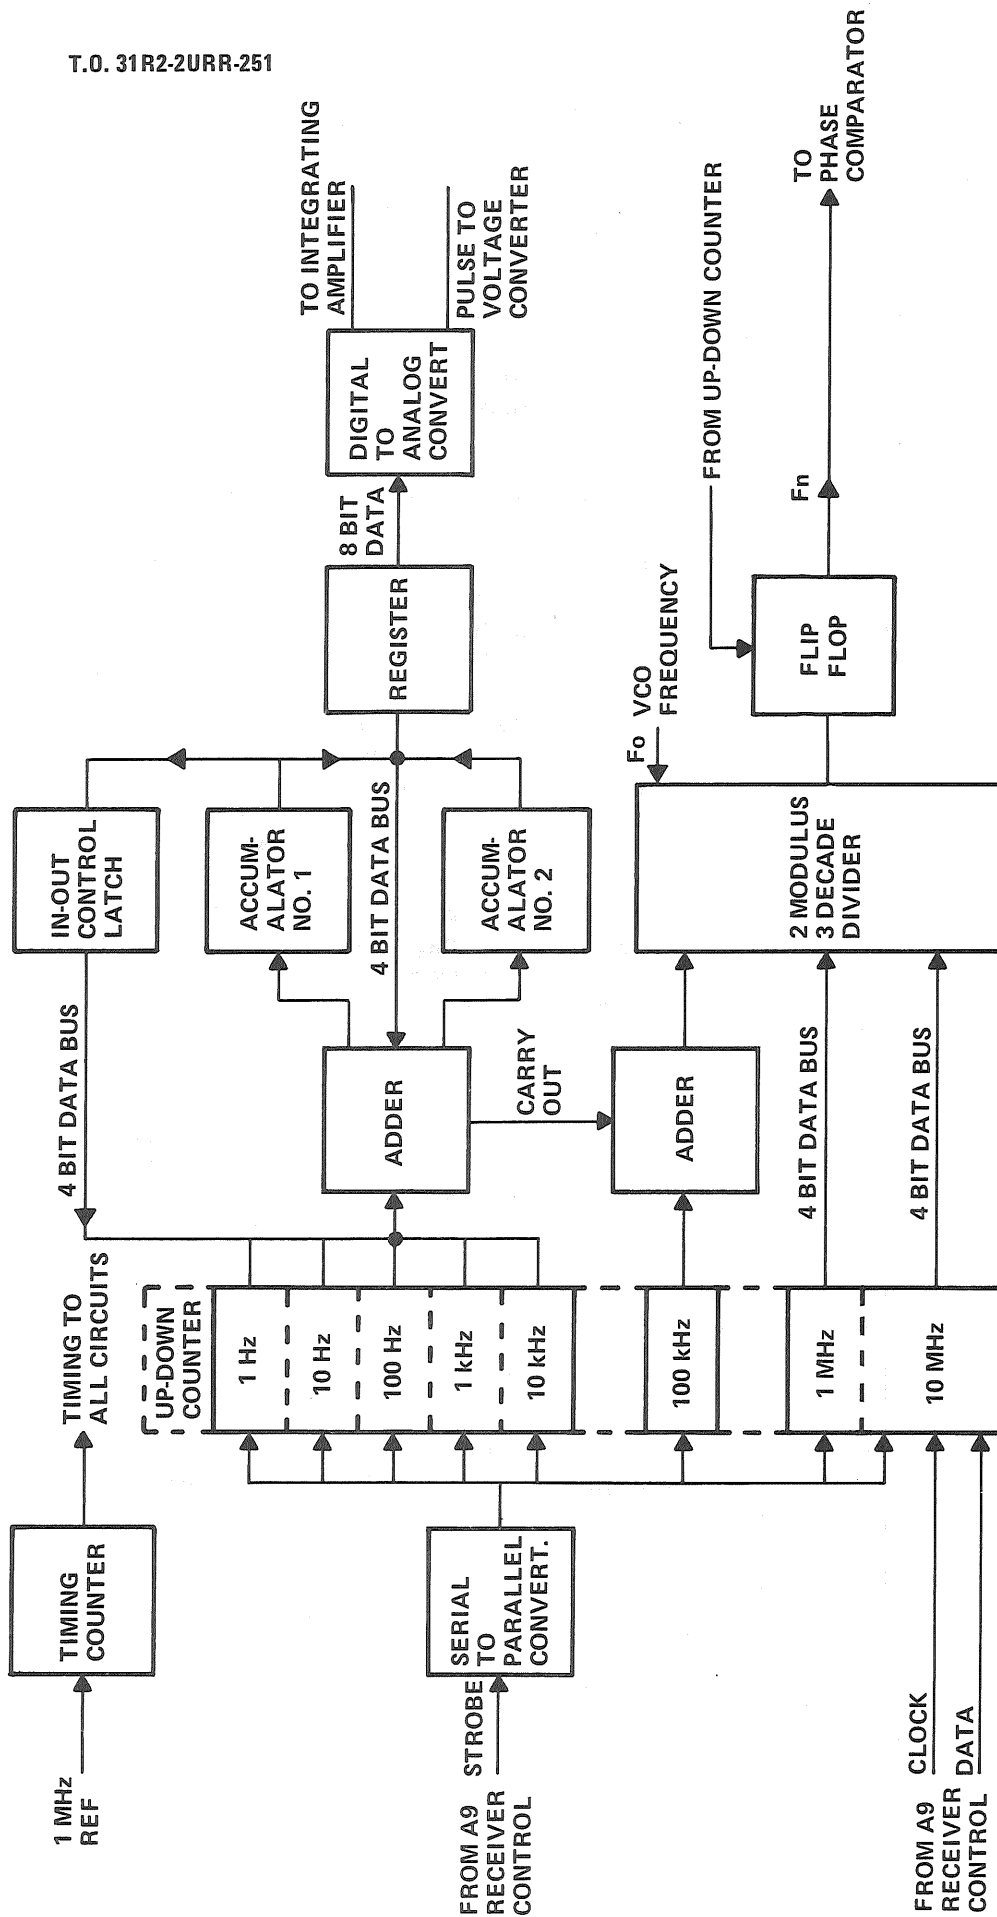 T.O. 31R2-2URR-251
1 MHz
REF
TIMING
COUNTER
TIMING TO
ALL CIRCUITS
4 BIT DATA BUS
IN-OUT
CONTROL
LATCH
FROM A9
RECEIVER
CONTROL
STROBE
SERIAL
TO
PARALLEL
CONVERT.
UP-DOWN
COUNTER
1 Hz
10 Hz
100 Hz
1 kHz
10 kHz
100 kHz
1 MHz
10 MHz
ADDER
CARRY
OUT
ADDER
ACCUM-
ALATOR
NO. 1
4 BIT DATA BUS
ACCUM-
ALATOR
NO. 2
REGISTER
8 BIT
DATA
DIGITAL
TO
ANALOG
CONVERT
TO INTEGRATING
AMPLIFIER
PULSE TO
VOLTAGE
CONVERTER
FROM A9
RECEIVER
CONTROL
CLOCK
DATA
4 BIT DATA BUS
4 BIT DATA BUS
2 MODULUS
3 DECADE
DIVIDER
Fo
VCO
FREQUENCY
FLIP
FLOP
FROM UP-DOWN COUNTER
Fn
TO
PHASE
COMPARATOR